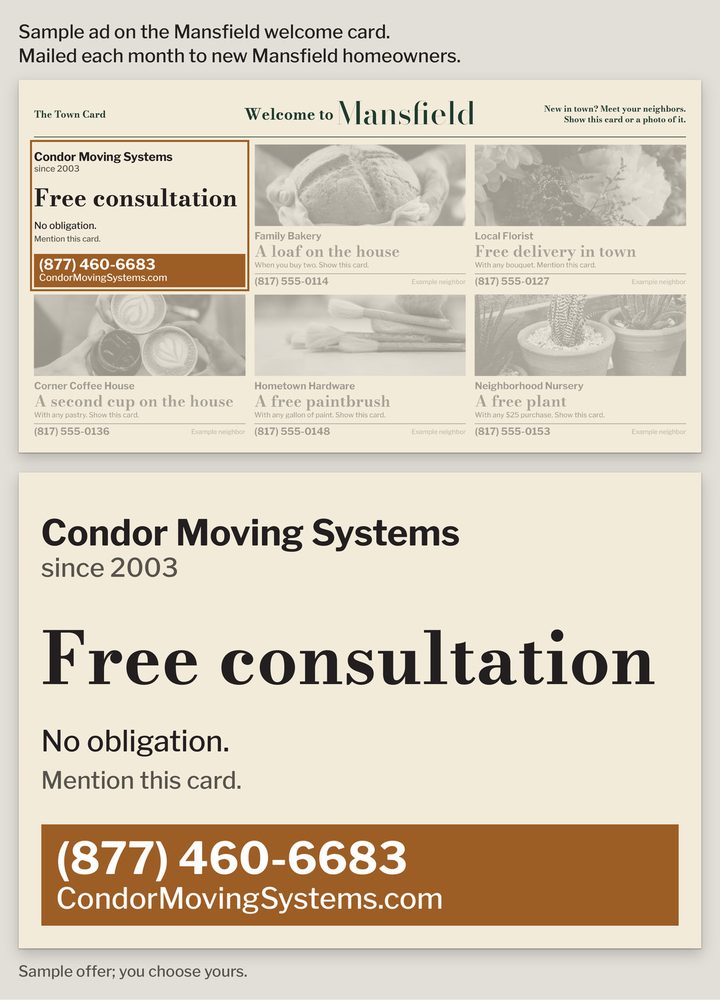 Sample ad on the Mansfield welcome card.
Mailed each month to new Mansfield homeowners.
The Town Card
Welcome to Mansfield
New in town? Meet your neighbors.
Show this card or a photo of it.
Condor Moving Systems
since 2003
Free consultation
No obligation.
Mention this card.
(877) 460-6683
CondorMovingSystems.com
Family Bakery
A loaf on the house
When you buy two. Show this card.
(817) 555-0114
Example neighbor
Local Florist
Free delivery in town
With any bouquet. Mention this card.
(817) 555-0127
Example neighbor
Corner Coffee House
A second cup on the house
With any pastry. Show this card.
(817) 555-0136
Example neighbor
Hometown Hardware
A free paintbrush
With any gallon of paint. Show this card.
(817) 555-0148
Example neighbor
Neighborhood Nursery
A free plant
With any $25 purchase. Show this card.
(817) 555-0153
Example neighbor
Condor Moving Systems
since 2003
Free consultation
No obligation.
Mention this card.
(877) 460-6683
CondorMovingSystems.com
Sample offer; you choose yours.